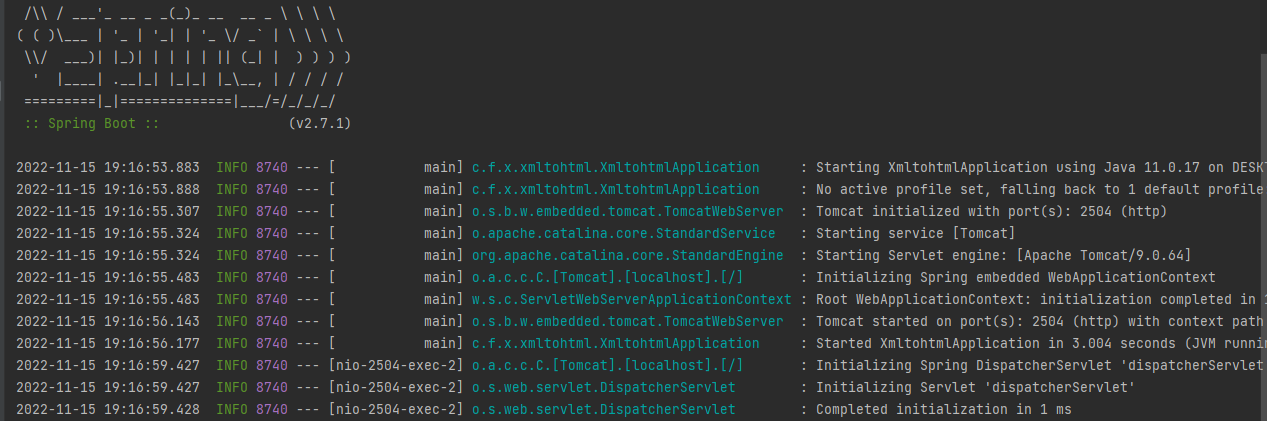 /\\ / ___'_ __ _ _(_)_ __  __ _ \ \ \ \
( ( )\___ | '_ | '_| | '_ \/ _` | \ \ \ \
 \\/  ___)| |_)| | | | | || (_| |  ) ) ) )
  '  |____| .__|_| |_|_| |_\__, | / / / /
 =========|_|==============|___/=/_/_/_/
 :: Spring Boot ::                (v2.7.1)
2022-11-15 19:16:53.883  INFO 8740 --- [           main] c.f.x.xmltohtml.XmltohtmlApplication     : Starting XmltohtmlApplication using Java 11.0.17 on DESKT
2022-11-15 19:16:53.888  INFO 8740 --- [           main] c.f.x.xmltohtml.XmltohtmlApplication     : No active profile set, falling back to 1 default profile
2022-11-15 19:16:55.307  INFO 8740 --- [           main] o.s.b.w.embedded.tomcat.TomcatWebServer  : Tomcat initialized with port(s): 2504 (http)
2022-11-15 19:16:55.324  INFO 8740 --- [           main] o.apache.catalina.core.StandardService   : Starting service [Tomcat]
2022-11-15 19:16:55.324  INFO 8740 --- [           main] org.apache.catalina.core.StandardEngine  : Starting Servlet engine: [Apache Tomcat/9.0.64]
2022-11-15 19:16:55.483  INFO 8740 --- [           main] o.a.c.c.C.[Tomcat].[localhost].[/]       : Initializing Spring embedded WebApplicationContext
2022-11-15 19:16:55.483  INFO 8740 --- [           main] w.s.c.ServletWebServerApplicationContext : Root WebApplicationContext: initialization completed in 1
2022-11-15 19:16:56.143  INFO 8740 --- [           main] o.s.b.w.embedded.tomcat.TomcatWebServer  : Tomcat started on port(s): 2504 (http) with context path
2022-11-15 19:16:56.177  INFO 8740 --- [           main] c.f.x.xmltohtml.XmltohtmlApplication     : Started XmltohtmlApplication in 3.004 seconds (JVM runnin
2022-11-15 19:16:59.427  INFO 8740 --- [nio-2504-exec-2] o.a.c.c.C.[Tomcat].[localhost].[/]       : Initializing Spring DispatcherServlet 'dispatcherServlet
2022-11-15 19:16:59.427  INFO 8740 --- [nio-2504-exec-2] o.s.web.servlet.DispatcherServlet        : Initializing Servlet 'dispatcherServlet'
2022-11-15 19:16:59.428  INFO 8740 --- [nio-2504-exec-2] o.s.web.servlet.DispatcherServlet        : Completed initialization in 1 ms